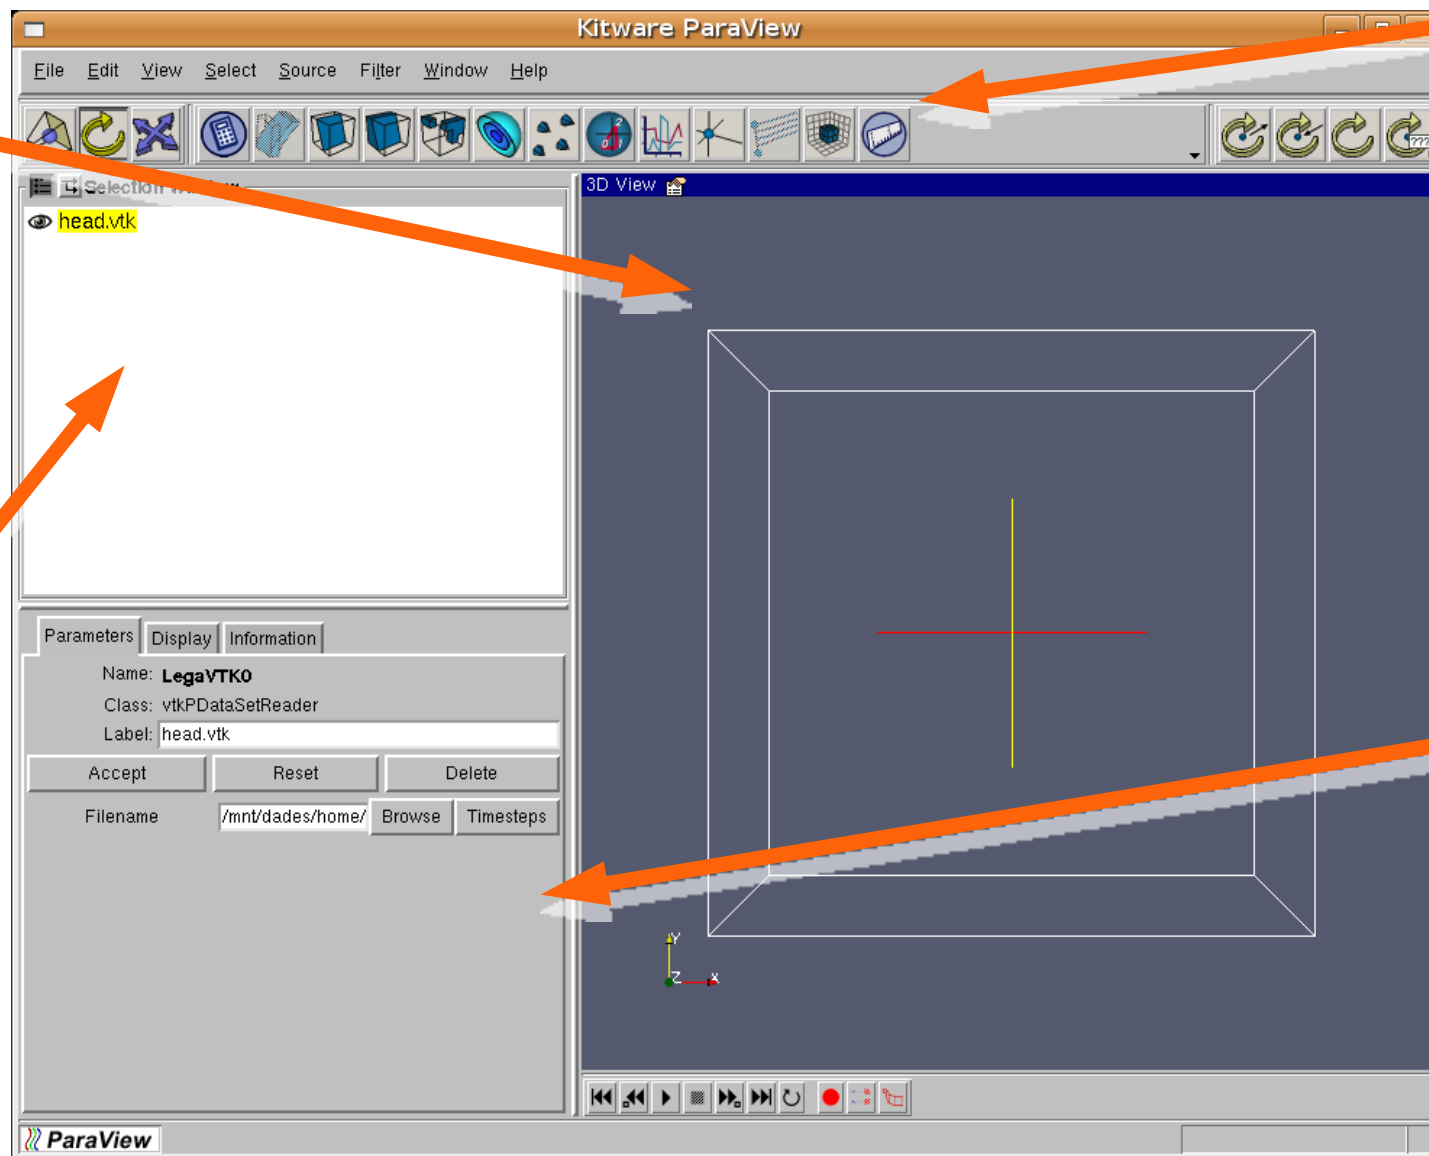 Kitware ParaView
File Edit View Select Source Filter Window Help
???
Selection
3D View
head.vtk
Parameters Display Information
Name: LegaVTK0
Class: vtkPDataSetReader
Label: head.vtk
Accept Reset Delete
Filename /mnt/dades/home/ Browse Timesteps
Y
Z X
ParaView